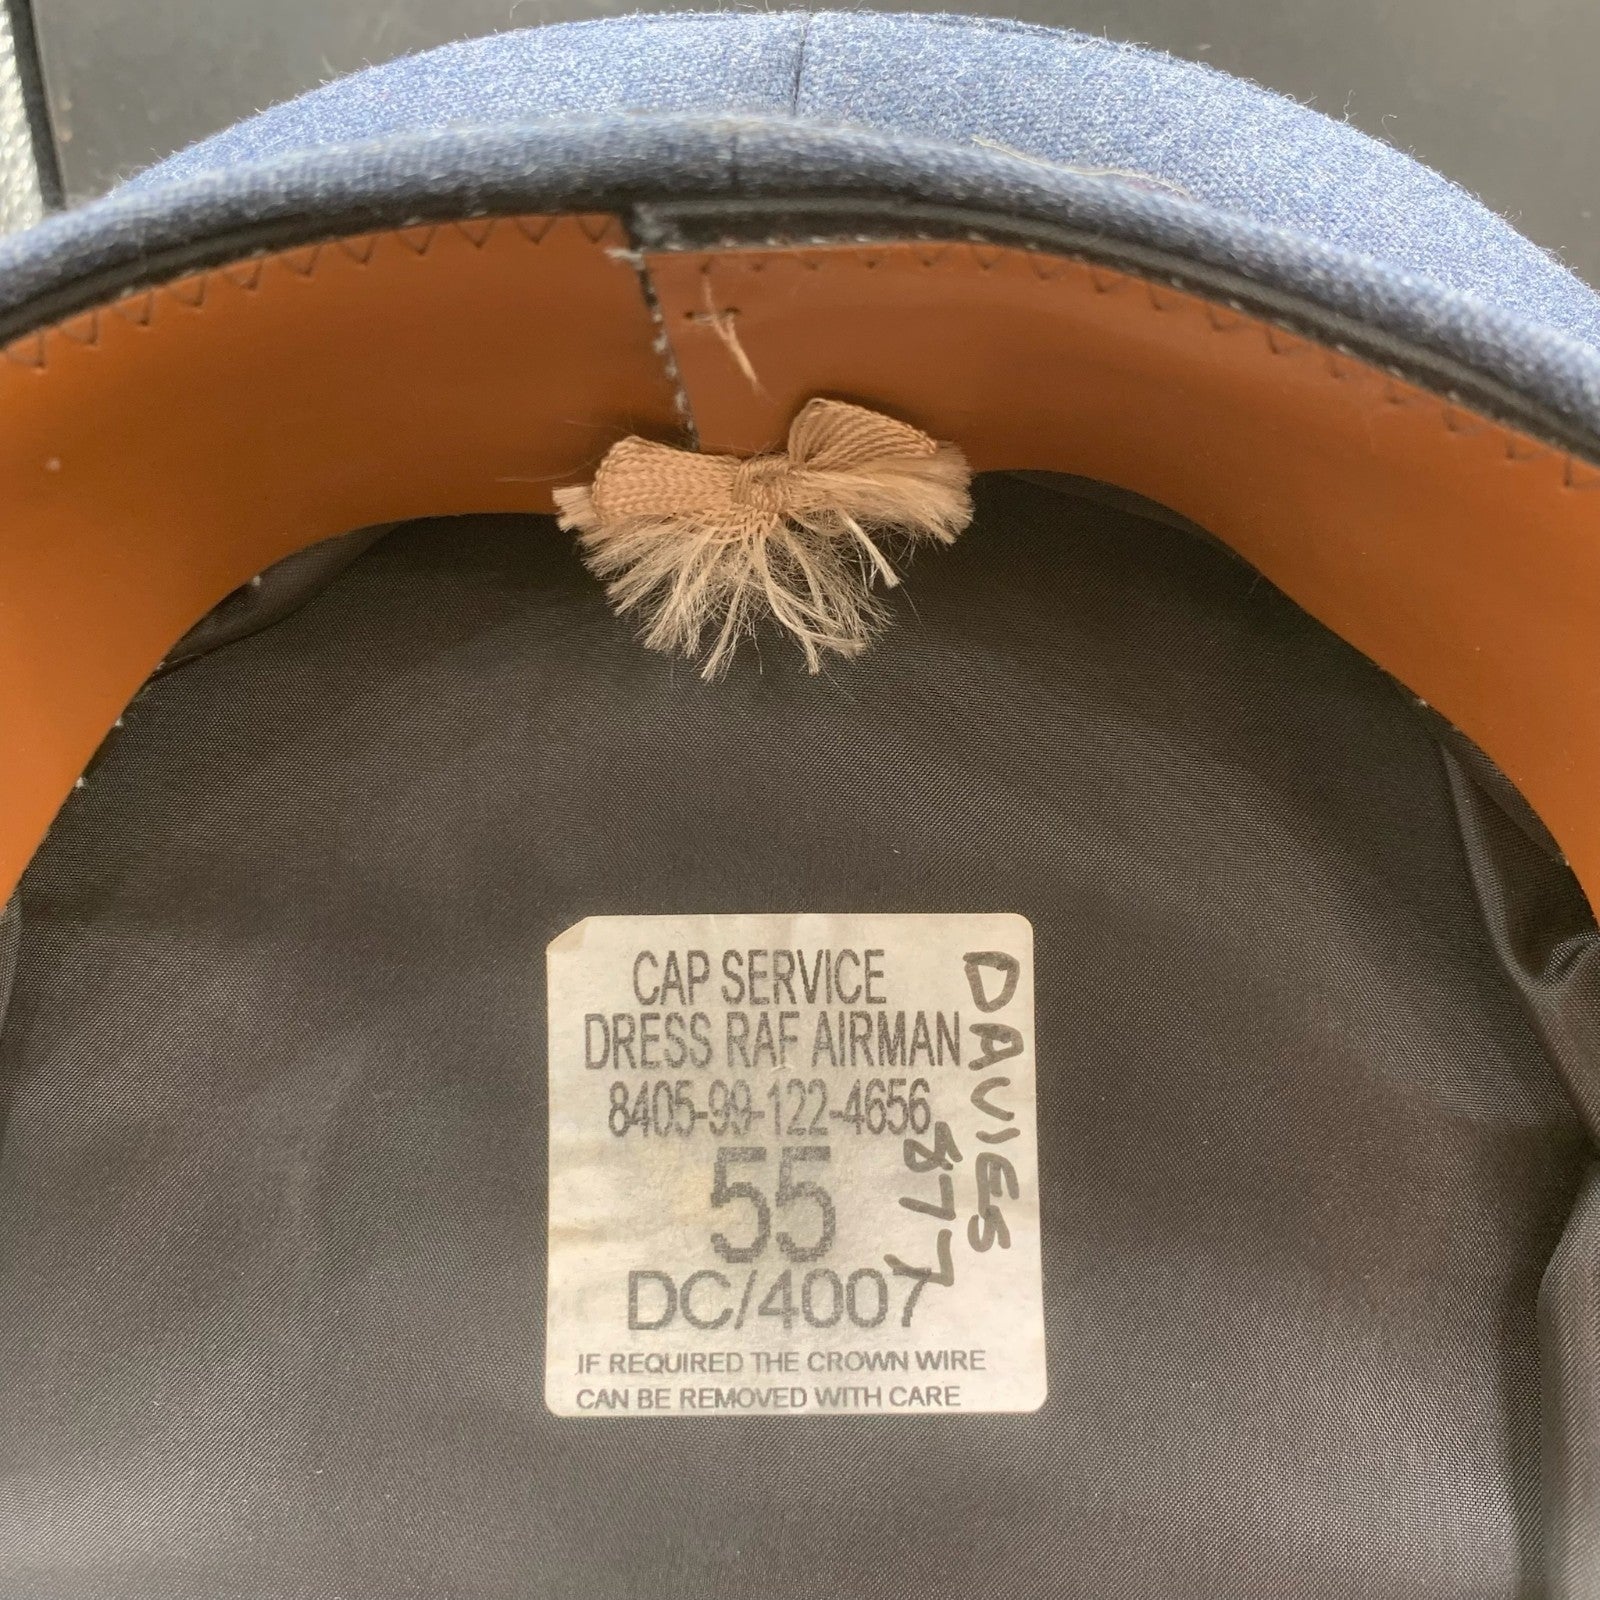 CAP SERVICE
DRESS RAF AIRMAN
8405-99-122-4656
55
DC/4007
IF REQUIRED THE CROWN WIRE
CAN BE REMOVED WITH CARE
DAVIES
877